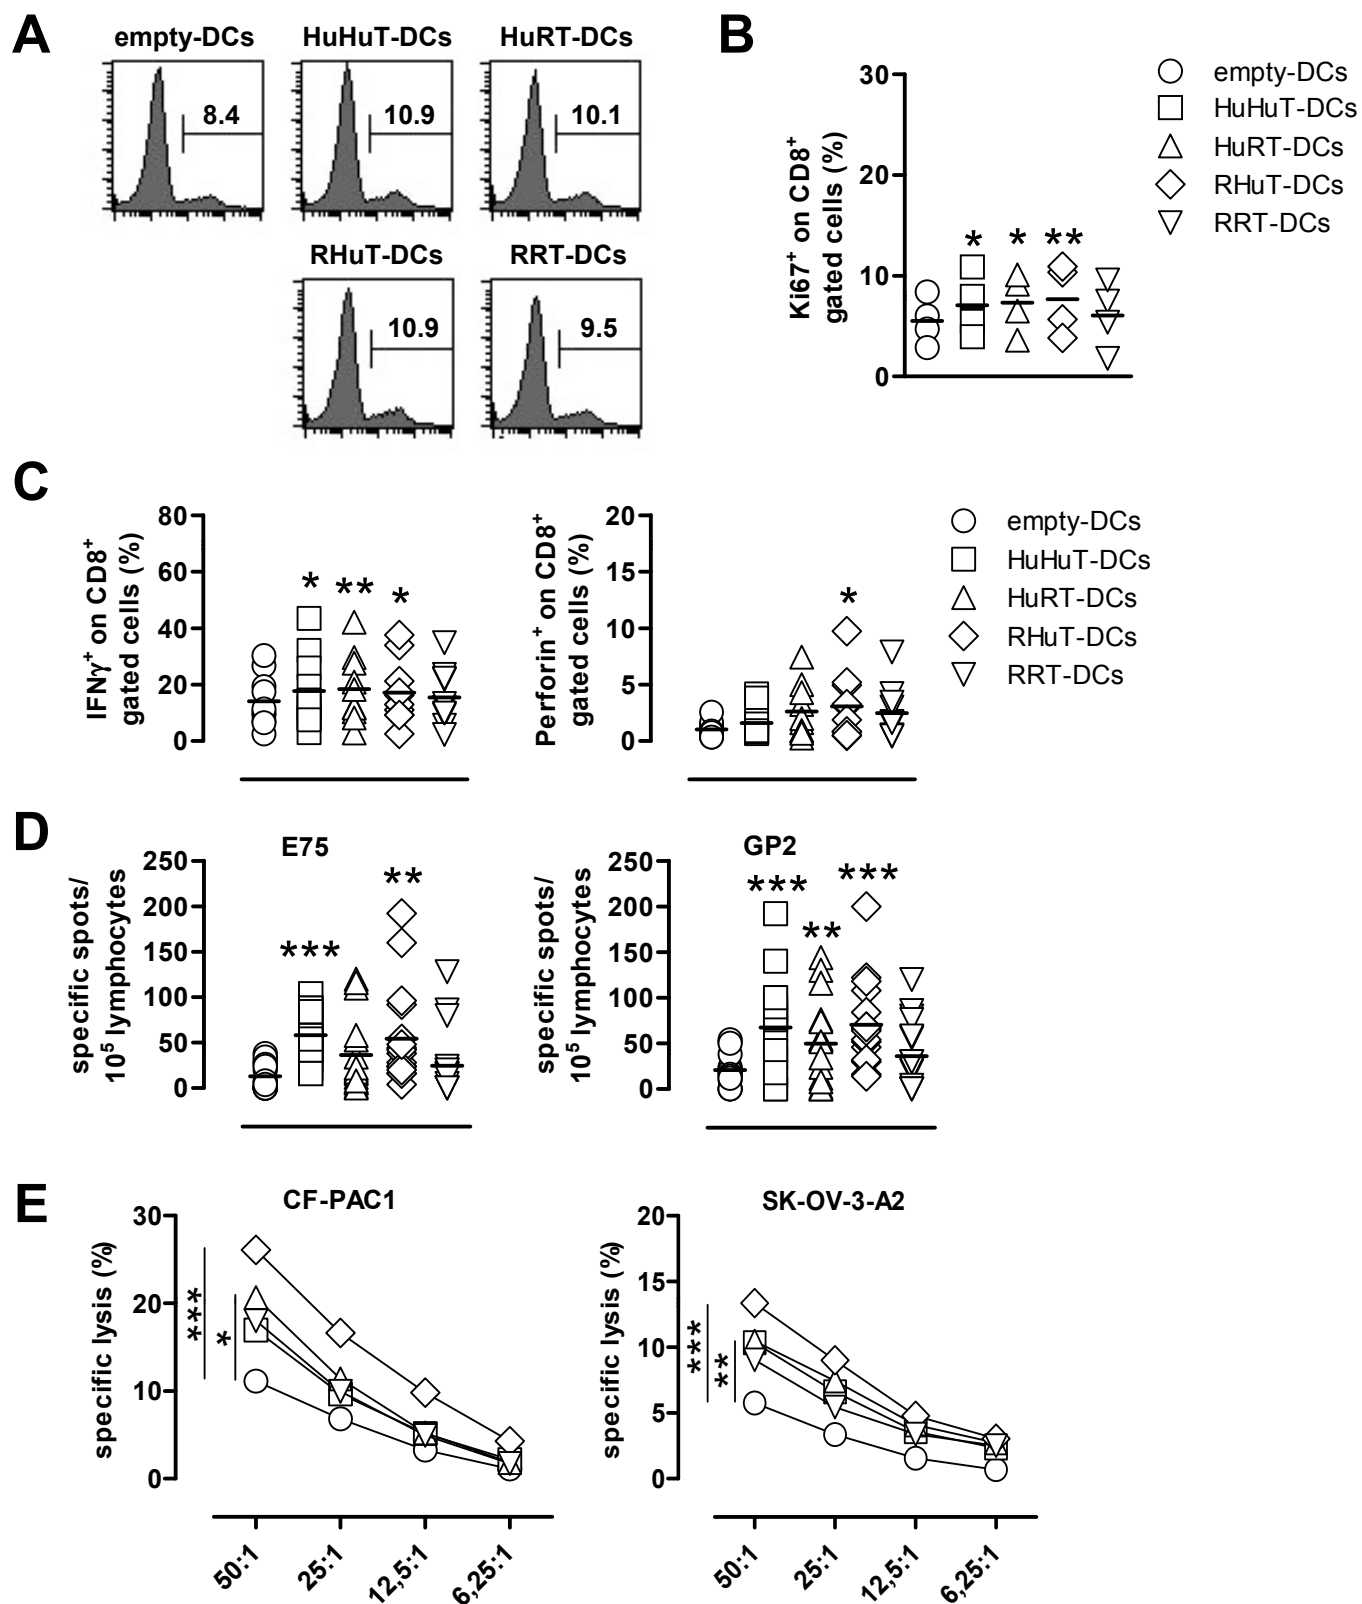 A
empty-DCs HuHuT-DCs HuRT-DCs
8.4 10.9 10.1
RHuT-DCs RRT-DCs
10.9 9.5
B
Ki67⁺ on CD8⁺
gated cells (%)
30
20
10
0
* * **
empty-DCs
HuHuT-DCs
HuRT-DCs
RHuT-DCs
RRT-DCs
C
IFNγ⁺ on CD8⁺
gated cells (%)
80
60
40
20
0
* ** *
Perforin⁺ on CD8⁺
gated cells (%)
20
15
10
5
0
*
empty-DCs
HuHuT-DCs
HuRT-DCs
RHuT-DCs
RRT-DCs
D
E75
specific spots/
10⁵ lymphocytes
250
200
150
100
50
0
*** **
GP2
specific spots/
10⁵ lymphocytes
250
200
150
100
50
0
*** ** ***
E
CF-PAC1
specific lysis (%)
30
20
10
0
*** *
50:1 25:1 12,5:1 6,25:1
SK-OV-3-A2
specific lysis (%)
20
15
10
5
0
*** **
50:1 25:1 12,5:1 6,25:1